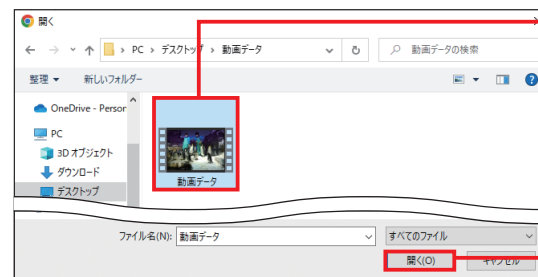 開く
PC › デスクトップ › 動画データ
動画データの検索
整理
新しいフォルダー
OneDrive - Person
PC
3D オブジェクト
ダウンロード
デスクトップ
動画データ
ファイル名(N): 動画データ
すべてのファイル
開く(O)
キャンセル